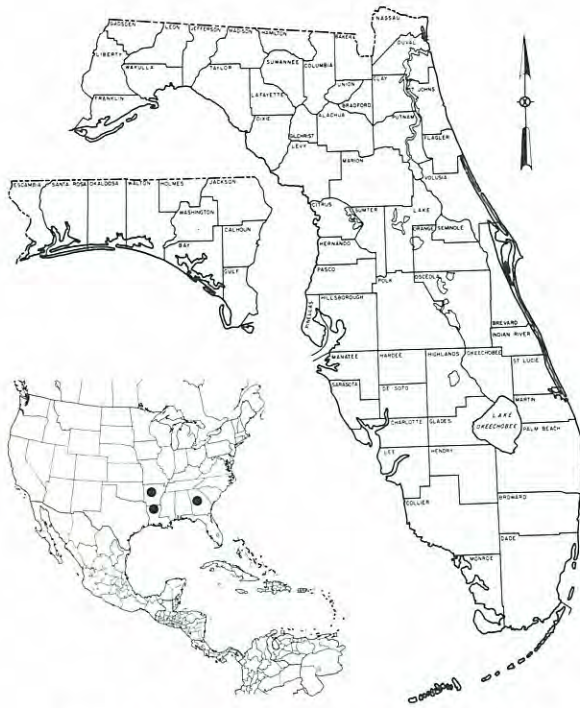 NASSAU
GADSDEN
LEON
JEFFERSON
MADISON
HAMILTON
BAKER
DUVAL
LIBERTY
WAKULLA
TAYLOR
SUWANNEE
COLUMBIA
UNION
CLAY
ST JOHNS
FRANKLIN
LAFAYETTE
BRADFORD
DIXIE
GILCHRIST
ALACHUA
PUTNAM
FLAGLER
LEVY
MARION
VOLUSIA
ESCAMBIA
SANTA ROSA
OKALOOSA
WALTON
HOLMES
JACKSON
WASHINGTON
BAY
CALHOUN
GULF
CITRUS
SUMTER
LAKE
ORANGE
SEMINOLE
HERNANDO
PASCO
POLK
OSCEOLA
PINELLAS
HILLSBOROUGH
BREVARD
INDIAN RIVER
MANATEE
HARDEE
HIGHLANDS
OKEECHOBEE
ST LUCIE
SARASOTA
DE SOTO
MARTIN
CHARLOTTE
GLADES
LAKE
OKEECHOBEE
PALM BEACH
LEE
HENDRY
COLLIER
BROWARD
DADE
MONROE